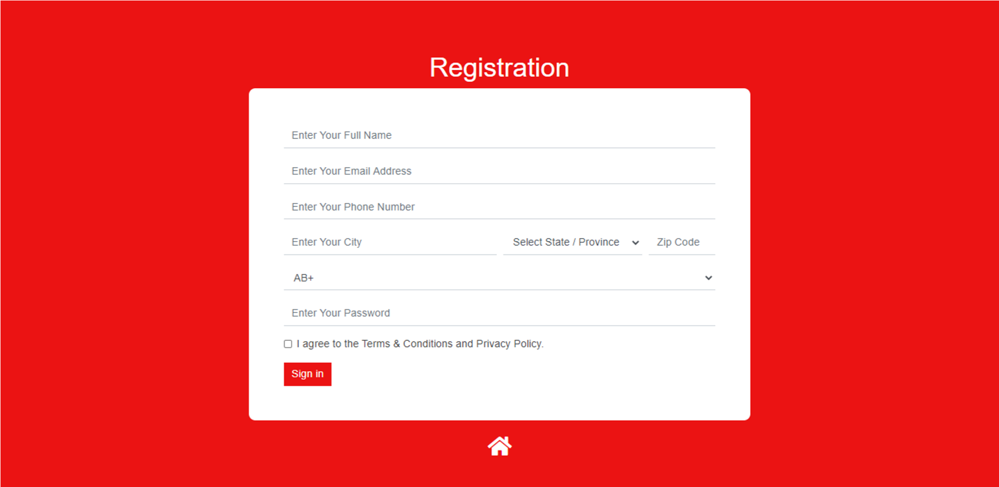 Registration
Enter Your Full Name
Enter Your Email Address
Enter Your Phone Number
Enter Your City Select State / Province Zip Code
AB+
Enter Your Password
I agree to the Terms & Conditions and Privacy Policy.
Sign in